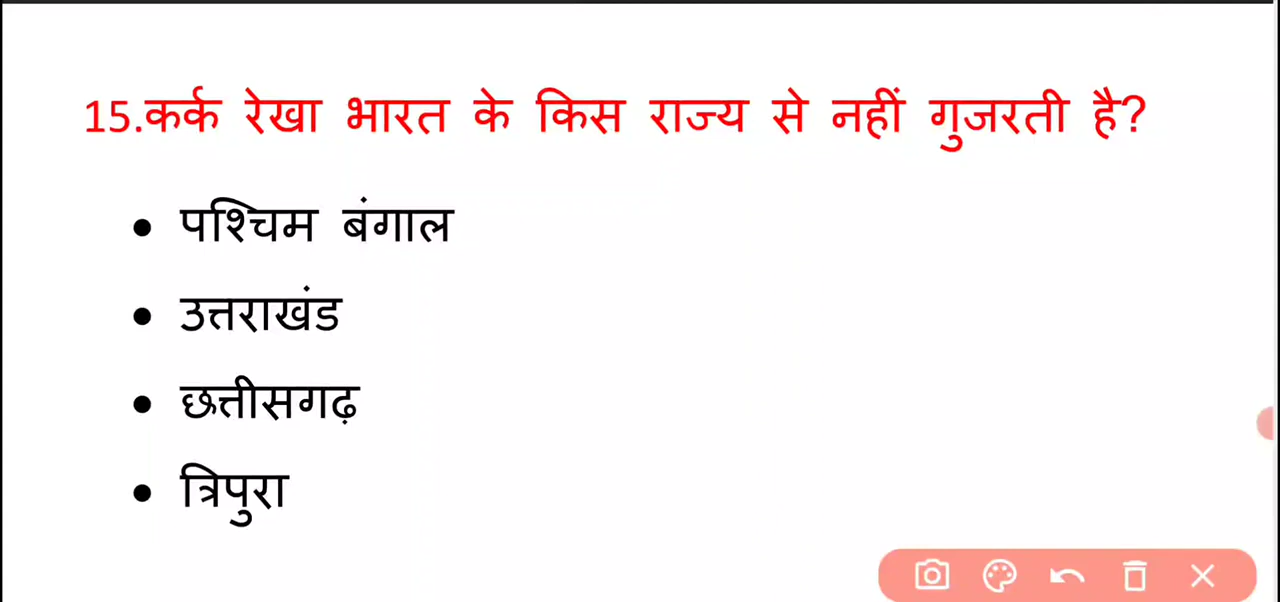 15.कर्क रेखा भारत के किस राज्य से नहीं गुजरती है?
• पश्चिम बंगाल
• उत्तराखंड
• छत्तीसगढ़
• त्रिपुरा